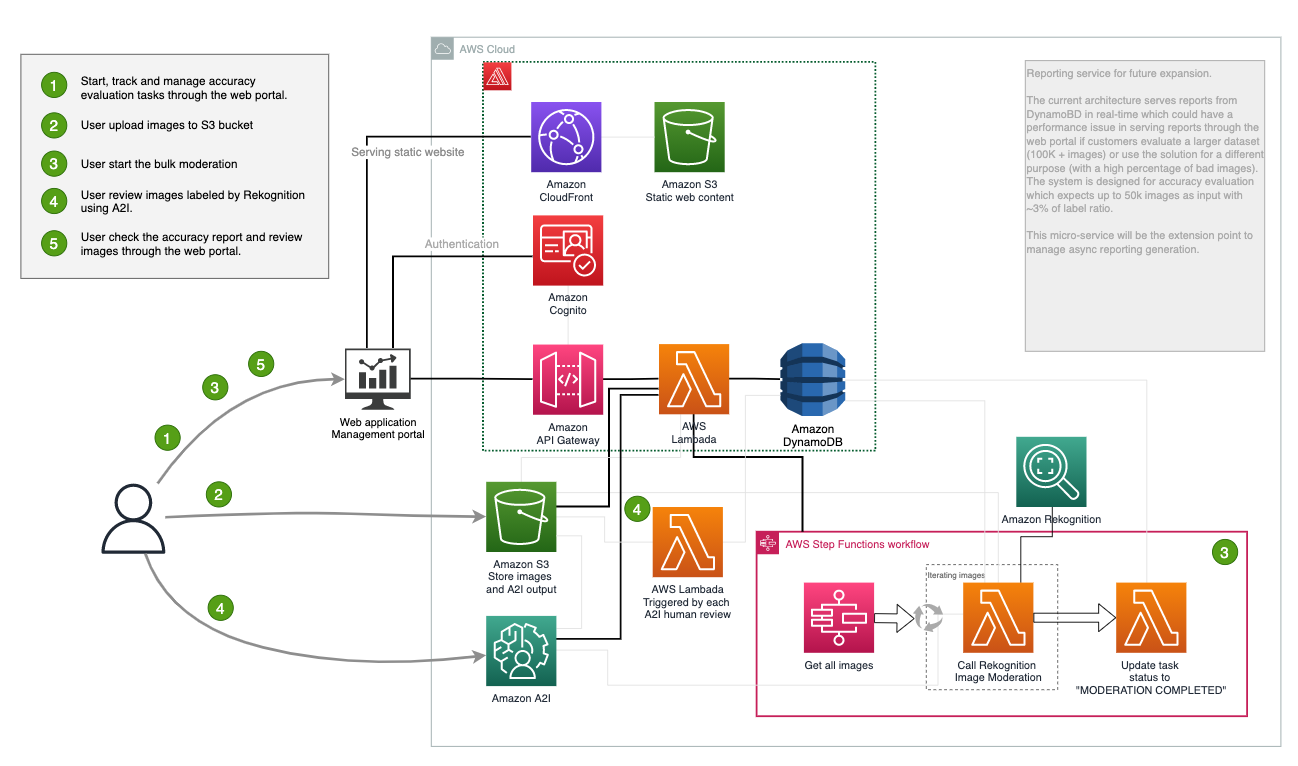 AWS Cloud
1
Start, track and manage accuracy
evaluation tasks through the web portal.
2
User upload images to S3 bucket
3
User start the bulk moderation
4
User review images labeled by Rekognition
using A2I.
5
User check the accuracy report and review
images through the web portal.
Reporting service for future expansion.
The current architecture serves reports from
DynamoBD in real-time which could have a
performance issue in serving reports through the
web portal if customers evaluate a larger dataset
(100K + images) or use the solution for a different
purpose (with a high percentage of bad images).
The system is designed for accuracy evaluation
which expects up to 50k images as input with
~3% of label ratio.
This micro-service will be the extension point to
manage async reporting generation.
Serving static website
Amazon
CloudFront
Amazon S3
Static web content
Authentication
Amazon
Cognito
5
3
1
Web application
Management portal
Amazon
API Gateway
AWS
Lambada
Amazon
DynamoDB
2
4
Amazon S3
Store images
and A2I output
4
AWS Lambada
Triggered by each
A2I human review
Amazon A2I
Amazon Rekognition
AWS Step Functions workflow
3
Iterating images
Get all images
Call Rekognition
Image Moderation
Update task
status to
"MODERATION COMPLETED"